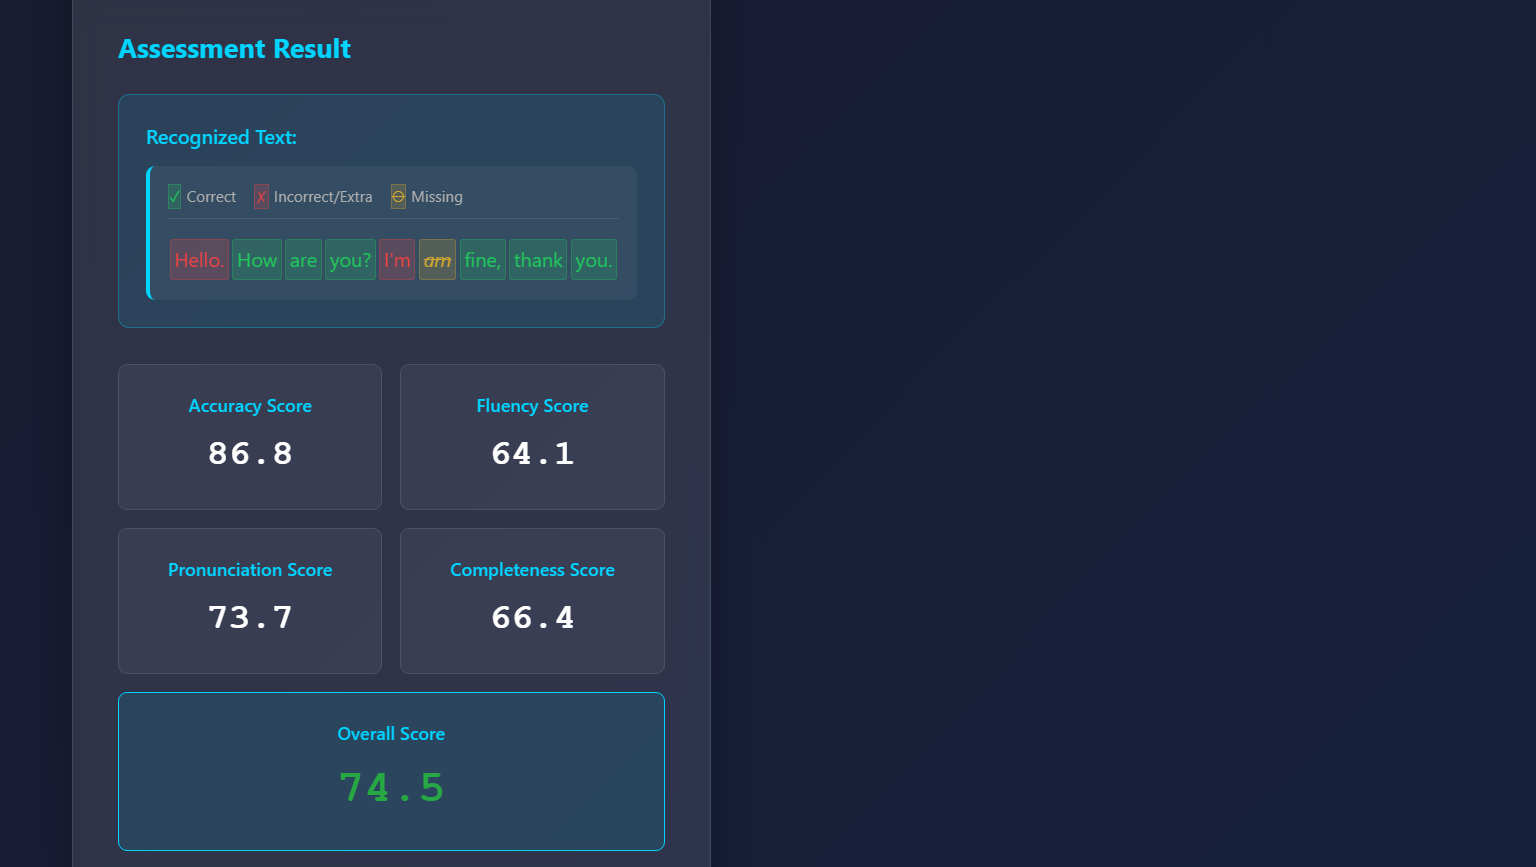 Assessment Result
Recognized Text:
✓ Correct ✗ Incorrect/Extra ⊖ Missing
Hello. How are you? I'm am fine, thank you.
Accuracy Score
86.8
Fluency Score
64.1
Pronunciation Score
73.7
Completeness Score
66.4
Overall Score
74.5